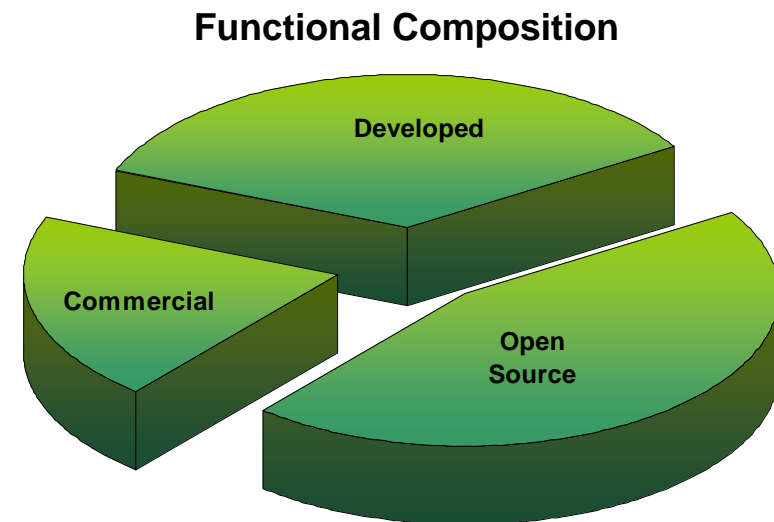 Functional Composition
Developed
Commercial
Open
Source